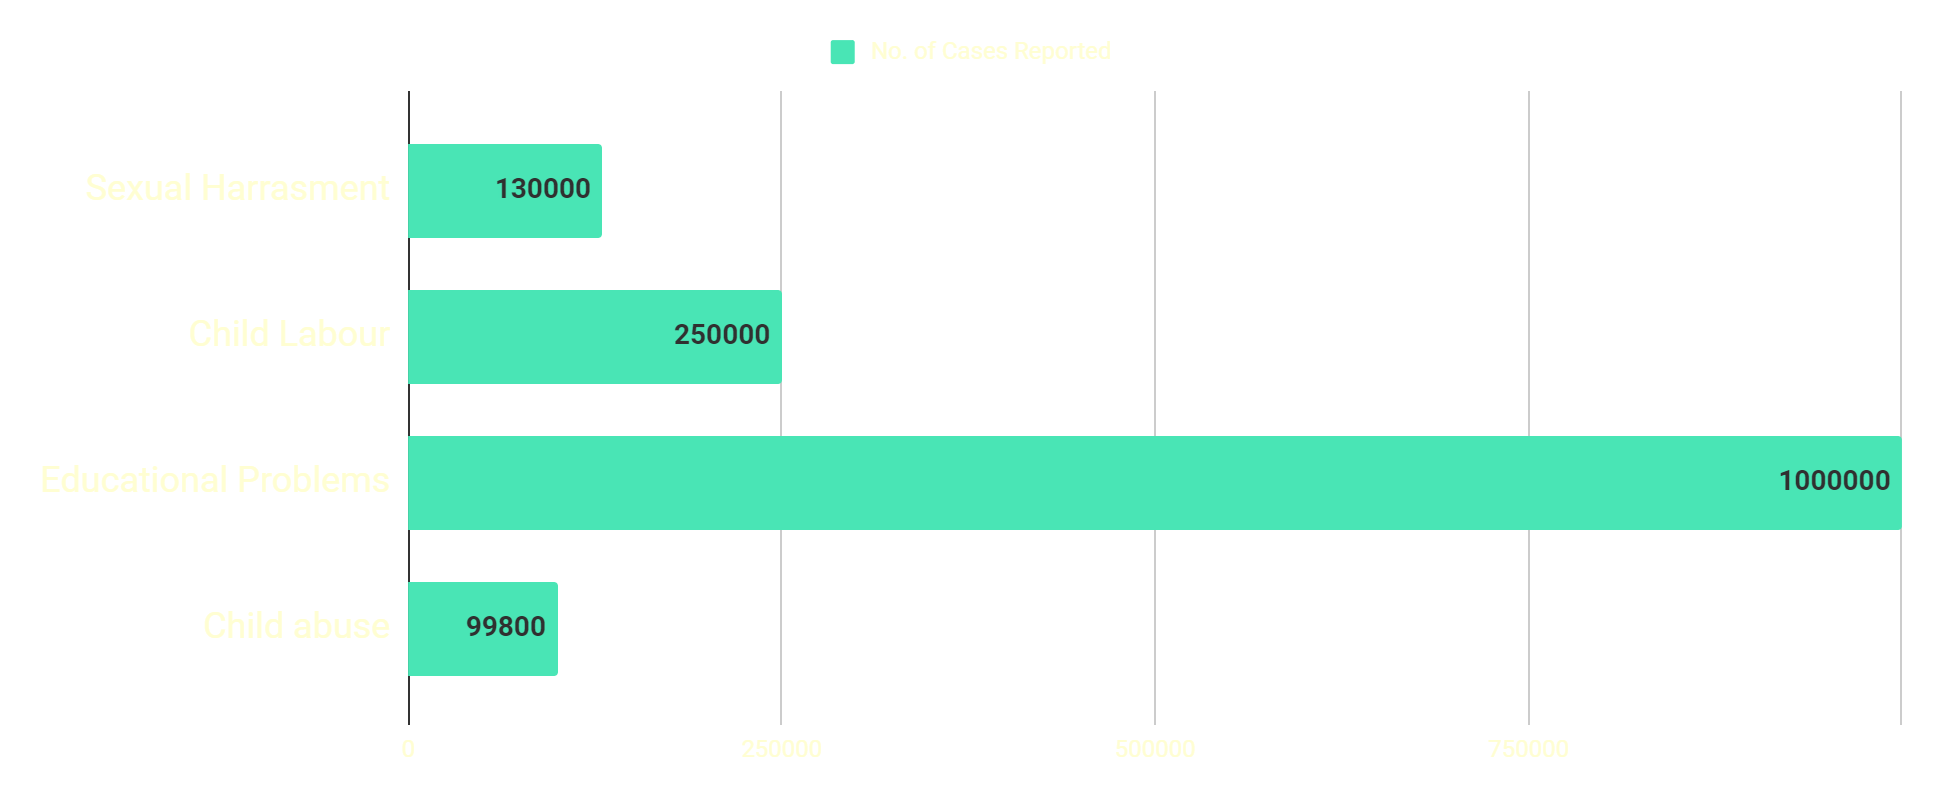 No. of Cases Reported
Sexual Harrasment
130000
Child Labour
250000
Educational Problems
1000000
Child abuse
99800
0
250000
500000
750000